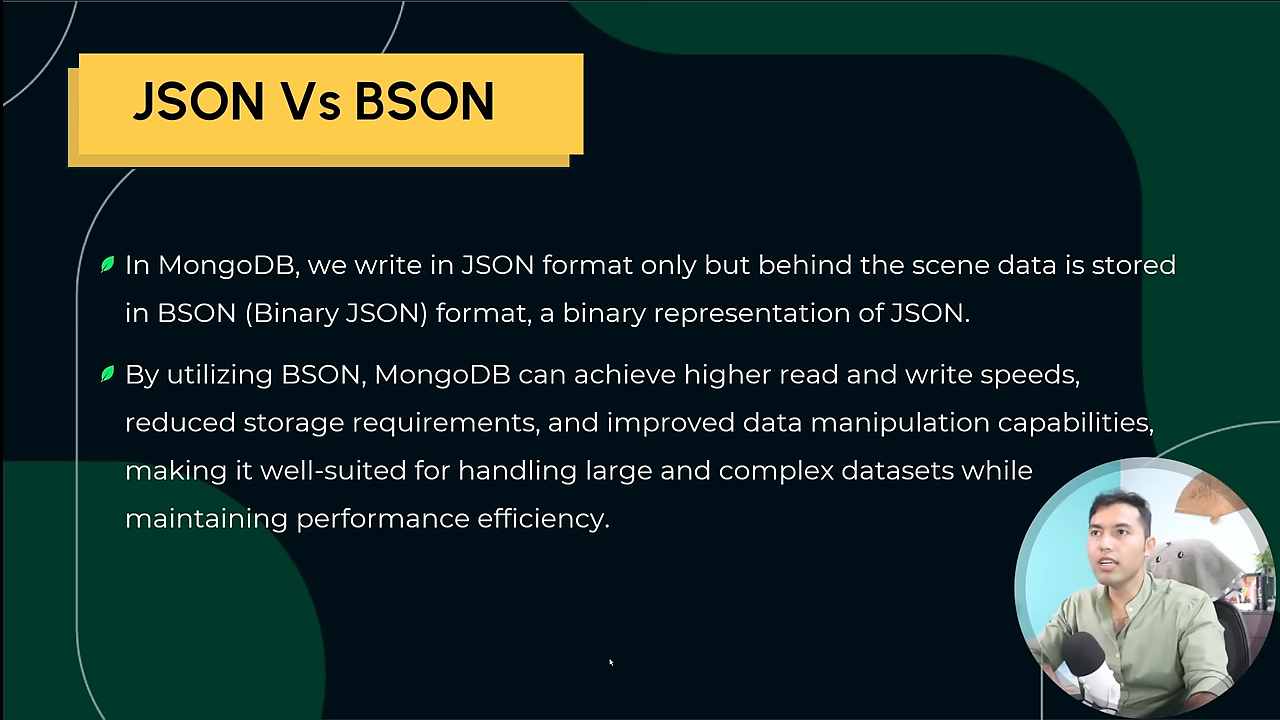 JSON Vs BSON
In MongoDB, we write in JSON format only but behind the scene data is stored
in BSON (Binary JSON) format, a binary representation of JSON.
By utilizing BSON, MongoDB can achieve higher read and write speeds,
reduced storage requirements, and improved data manipulation capabilities,
making it well-suited for handling large and complex datasets while
maintaining performance efficiency.